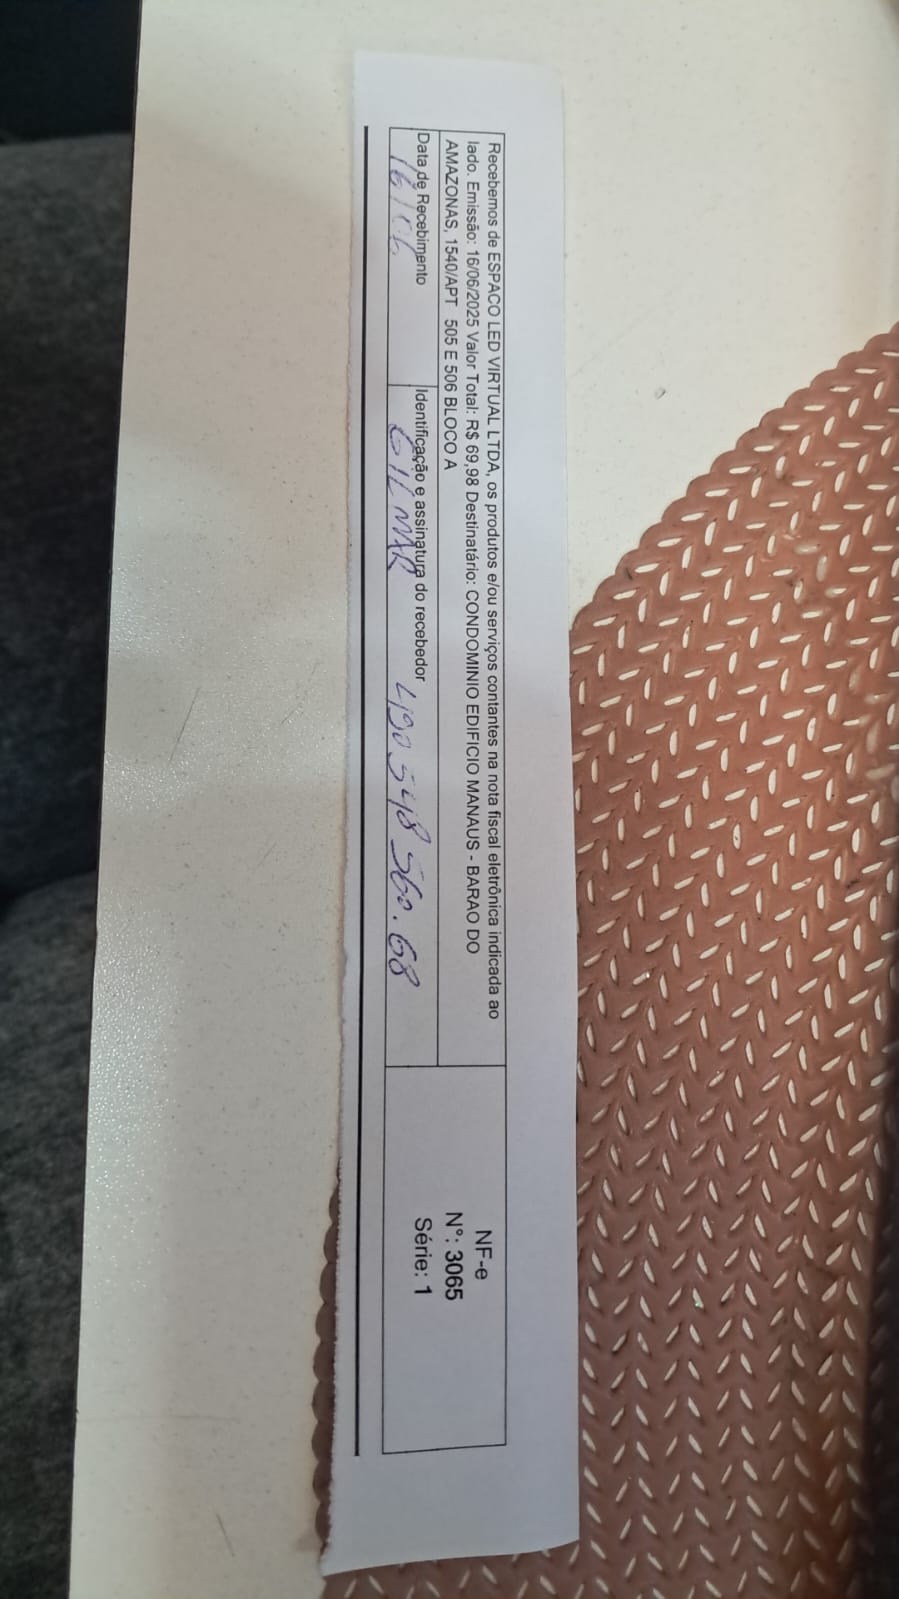 Recebemos de ESPACO LED VIRTUAL LTDA, os produtos e/ou serviços contantes na nota fiscal eletrônica indicada ao
lado. Emissão: 16/06/2025 Valor Total: R$ 69,98 Destinatário: CONDOMINIO EDIFICIO MANAUS - BARAO DO
AMAZONAS, 1540/APT 505 E 506 BLOCO A
Data de Recebimento
16/06
Identificação e assinatura do recebedor
GILMAR 490.548 560.68
NF-e
N°: 3065
Série: 1